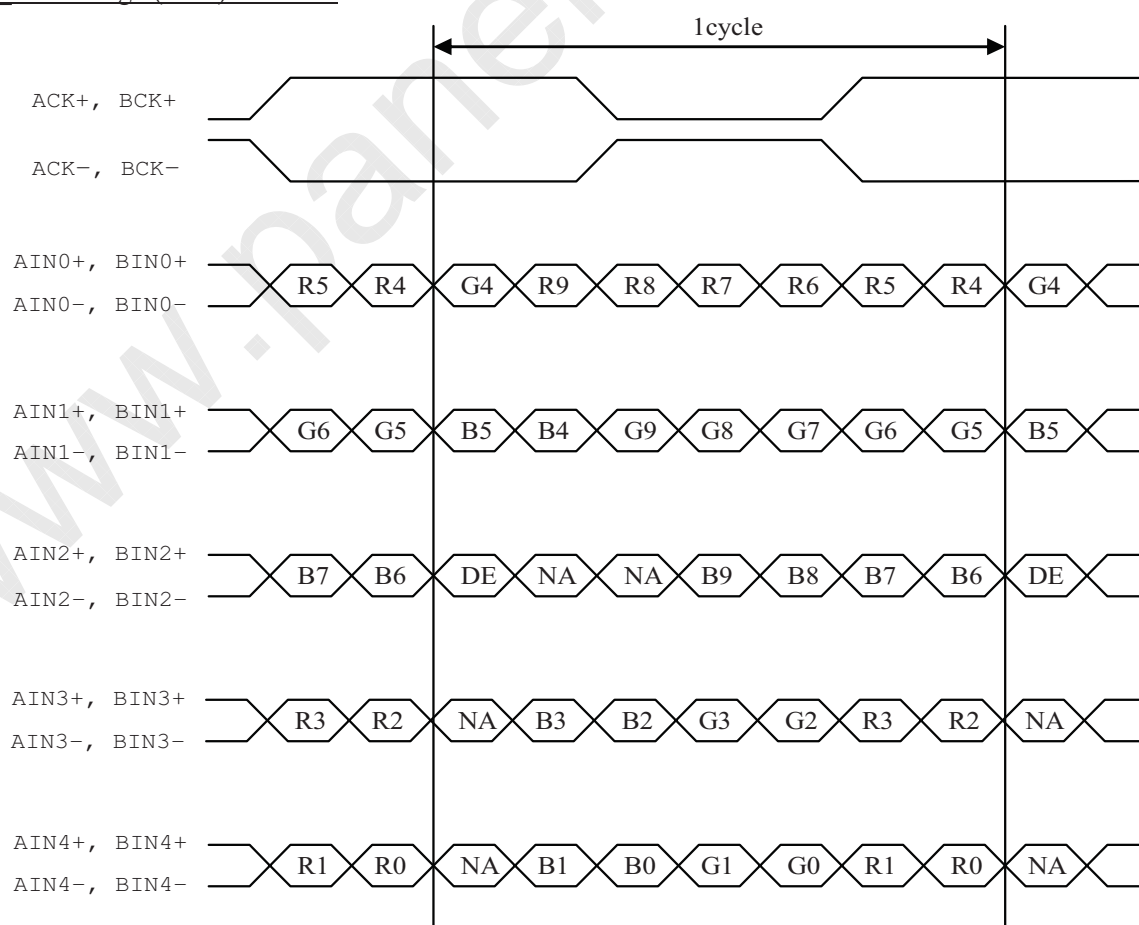 1cycle
ACK+, BCK+
ACK−, BCK−
AIN0+, BIN0+
R5 R4 G4 R9 R8 R7 R6 R5 R4 G4
AIN0-, BIN0-
AIN1+, BIN1+
G6 G5 B5 B4 G9 G8 G7 G6 G5 B5
AIN1-, BIN1-
AIN2+, BIN2+
B7 B6 DE NA NA B9 B8 B7 B6 DE
AIN2-, BIN2-
AIN3+, BIN3+
R3 R2 NA B3 B2 G3 G2 R3 R2 NA
AIN3-, BIN3-
AIN4+, BIN4+
R1 R0 NA B1 B0 G1 G0 R1 R0 NA
AIN4-, BIN4-